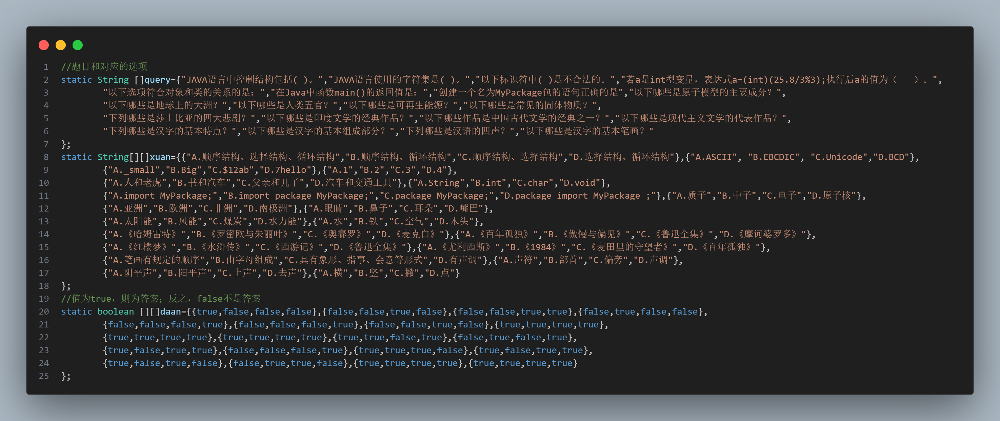 1 //题目和对应的选项
2 static String []query={"JAVA语言中控制结构包括( )。","JAVA语言使用的字符集是( )。","以下标识符中( )是不合法的。","若a是int型变量，表达式a=(int)(25.8/3%3);执行后a的值为（   ）。",
3 "以下选项符合对象和类的关系的是：","在Java中函数main()的返回值是：","创建一个名为MyPackage包的语句正确的是","以下哪些是原子模型的主要成分？",
4 "以下哪些是地球上的大洲？","以下哪些是人类五官？","以下哪些是可再生能源？","以下哪些是常见的固体物质？",
5 "下列哪些是莎士比亚的四大悲剧？","以下哪些是印度文学的经典作品？","以下哪些作品是中国古代文学的经典之一？","以下哪些是现代主义文学的代表作品？",
6 "下列哪些是汉字的基本特点？","以下哪些是汉字的基本组成部分？","下列哪些是汉语的四声？","以下哪些是汉字的基本笔画？"
7 };
8 static String[][]xuan={{"A.顺序结构、选择结构、循环结构","B.顺序结构、循环结构","C.顺序结构、选择结构","D.选择结构、循环结构"},{"A.ASCII", "B.EBCDIC", "C.Unicode","D.BCD"},
9 {"A._small","B.Big","C.$12ab","D.7hello"},{"A.1","B.2","C.3","D.4"},
10 {"A.人和老虎","B.书和汽车","C.父亲和儿子","D.汽车和交通工具"},{"A.String","B.int","C.char","D.void"},
11 {"A.import MyPackage;","B.import package MyPackage;","C.package MyPackage;","D.package import MyPackage ;"},{"A.质子","B.中子","C.电子","D.原子核"},
12 {"A.亚洲","B.欧洲","C.非洲","D.南极洲"},{"A.眼睛","B.鼻子","C.耳朵","D.嘴巴"},
13 {"A.太阳能","B.风能","C.煤炭","D.水力能"},{"A.水","B.铁","C.空气","D.木头"},
14 {"A.《哈姆雷特》","B.《罗密欧与朱丽叶》","C.《奥赛罗》","D.《麦克白》"},{"A.《百年孤独》","B.《傲慢与偏见》","C.《鲁迅全集》","D.《摩诃婆罗多》"},
15 {"A.《红楼梦》","B.《水浒传》","C.《西游记》","D.《鲁迅全集》"},{"A.《尤利西斯》","B.《1984》","C.《麦田里的守望者》","D.《百年孤独》"},
16 {"A.笔画有规定的顺序","B.由字母组成","C.具有象形、指事、会意等形式","D.有声调"},{"A.声符","B.部首","C.偏旁","D.声调"},
17 {"A.阴平声","B.阳平声","C.上声","D.去声"},{"A.横","B.竖","C.撇","D.点"}
18 };
19 //值为true，则为答案；反之，false不是答案
20 static boolean [][]daan={{true,false,false,false},{false,false,true,false},{false,false,true,true},{false,true,false,false},
21 {false,false,false,true},{false,false,false,true},{false,false,true,false},{true,true,true,true},
22 {true,true,true,true},{true,true,true,true},{true,true,false,true},{false,true,false,true},
23 {true,false,true,true},{false,false,false,true},{true,true,true,false},{true,false,true,true},
24 {true,false,true,false},{false,true,true,false},{true,true,true,true},{true,true,true,true}
25 };